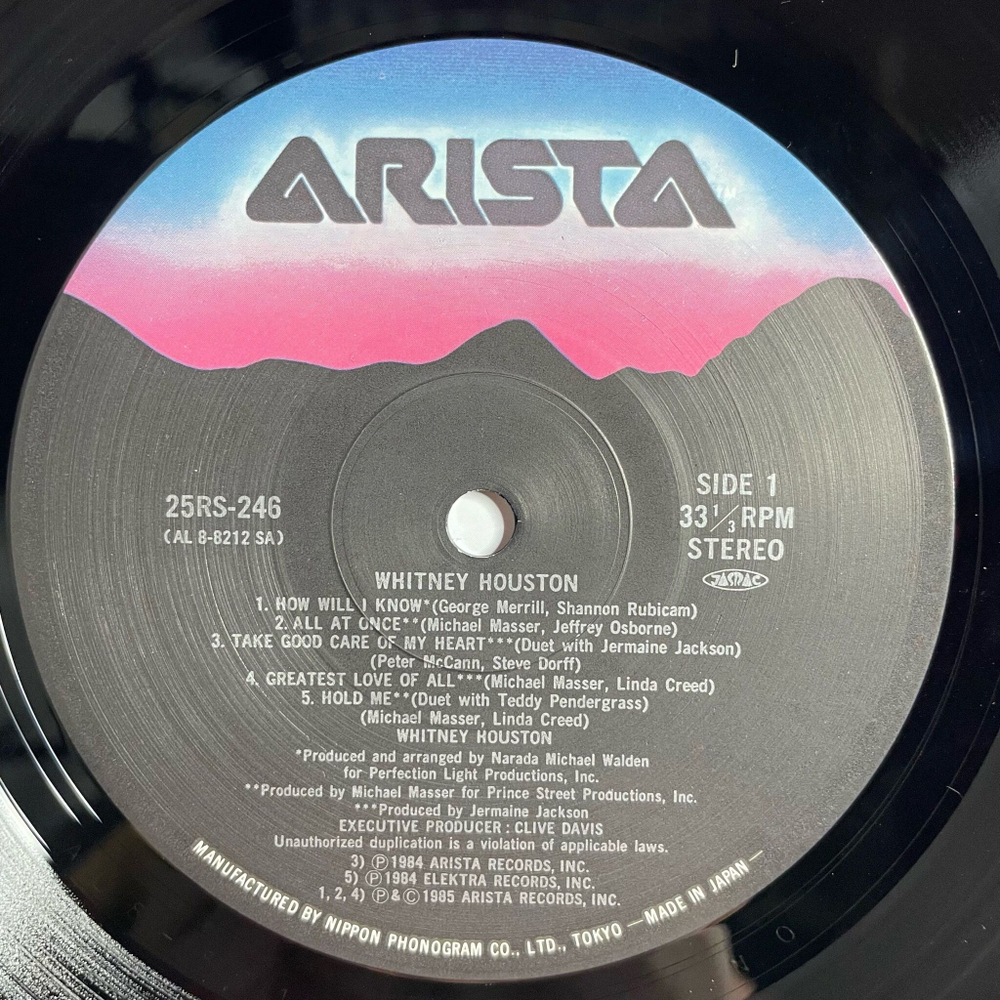 ARISTA
TM
25RS-246
(AL 8-8212 SA)
SIDE 1
33 1/3 RPM
STEREO
JASRAC
WHITNEY HOUSTON
1. HOW WILL I KNOW*(George Merrill, Shannon Rubicam)
2. ALL AT ONCE**(Michael Masser, Jeffrey Osborne)
3. TAKE GOOD CARE OF MY HEART***(Duet with Jermaine Jackson)
(Peter McCann, Steve Dorff)
4. GREATEST LOVE OF ALL***(Michael Masser, Linda Creed)
5. HOLD ME**(Duet with Teddy Pendergrass)
(Michael Masser, Linda Creed)
WHITNEY HOUSTON
*Produced and arranged by Narada Michael Walden
for Perfection Light Productions, Inc.
**Produced by Michael Masser for Prince Street Productions, Inc.
***Produced by Jermaine Jackson
EXECUTIVE PRODUCER : CLIVE DAVIS
Unauthorized duplication is a violation of applicable laws.
3) Ⓟ1984 ARISTA RECORDS, INC.
5) Ⓟ1984 ELEKTRA RECORDS, INC.
1, 2, 4) Ⓟ&Ⓒ1985 ARISTA RECORDS, INC.
MANUFACTURED BY NIPPON PHONOGRAM CO., LTD., TOKYO —MADE IN JAPAN—